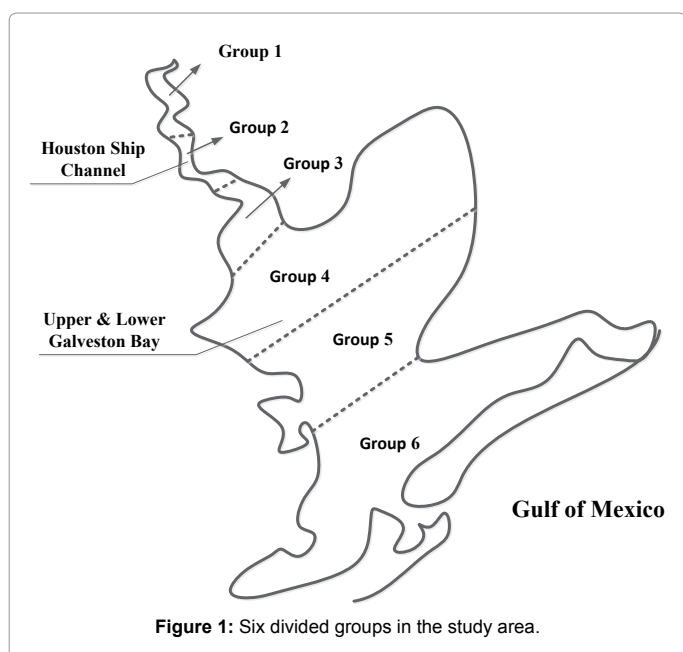 Group 1
Group 2
Houston Ship
Channel
Group 3
Group 4
Upper & Lower
Galveston Bay
Group 5
Group 6
Gulf of Mexico
Figure 1: Six divided groups in the study area.